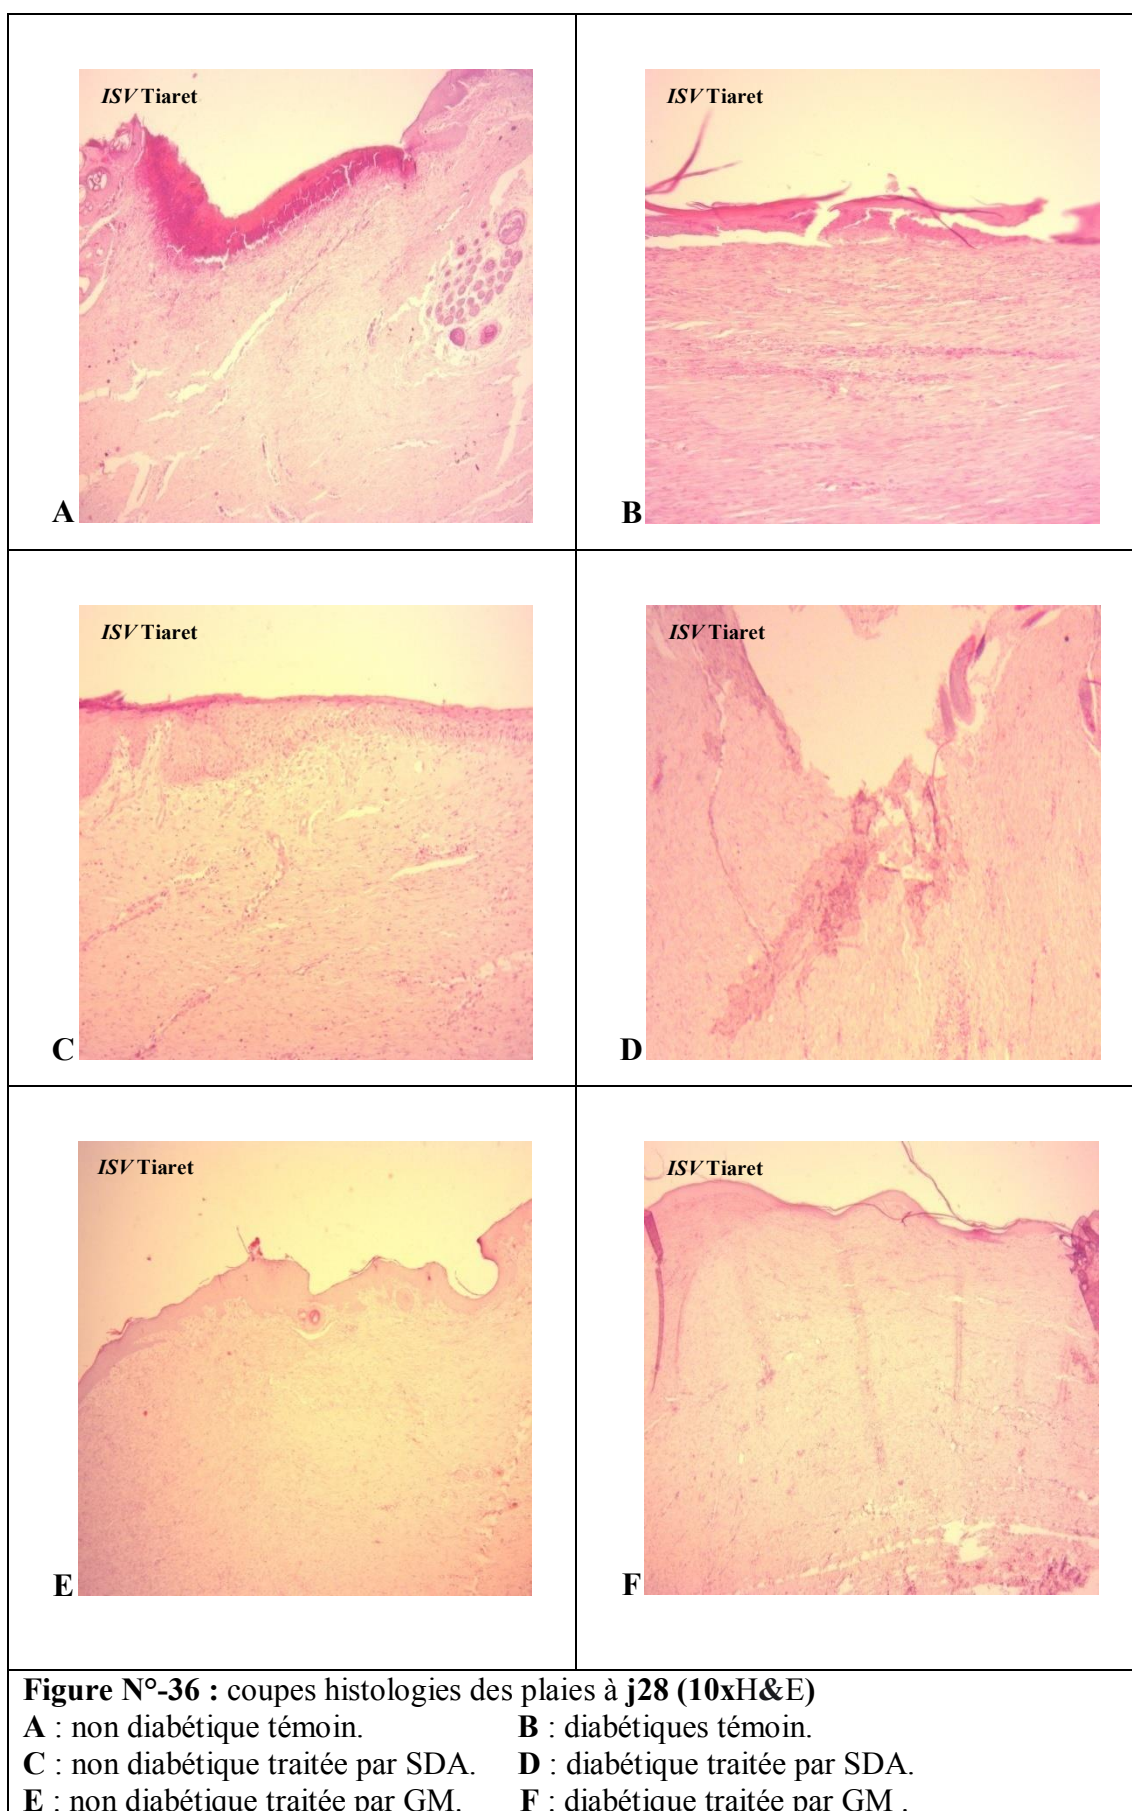 ISV Tiaret
ISV Tiaret
A
B
ISV Tiaret
ISV Tiaret
C
D
ISV Tiaret
ISV Tiaret
E
F
Figure N°-36 : coupes histologies des plaies à j28 (10xH&E)
A : non diabétique témoin. B : diabétiques témoin.
C : non diabétique traitée par SDA. D : diabétique traitée par SDA.
E : non diabétique traitée par GM. F : diabétique traitée par GM .